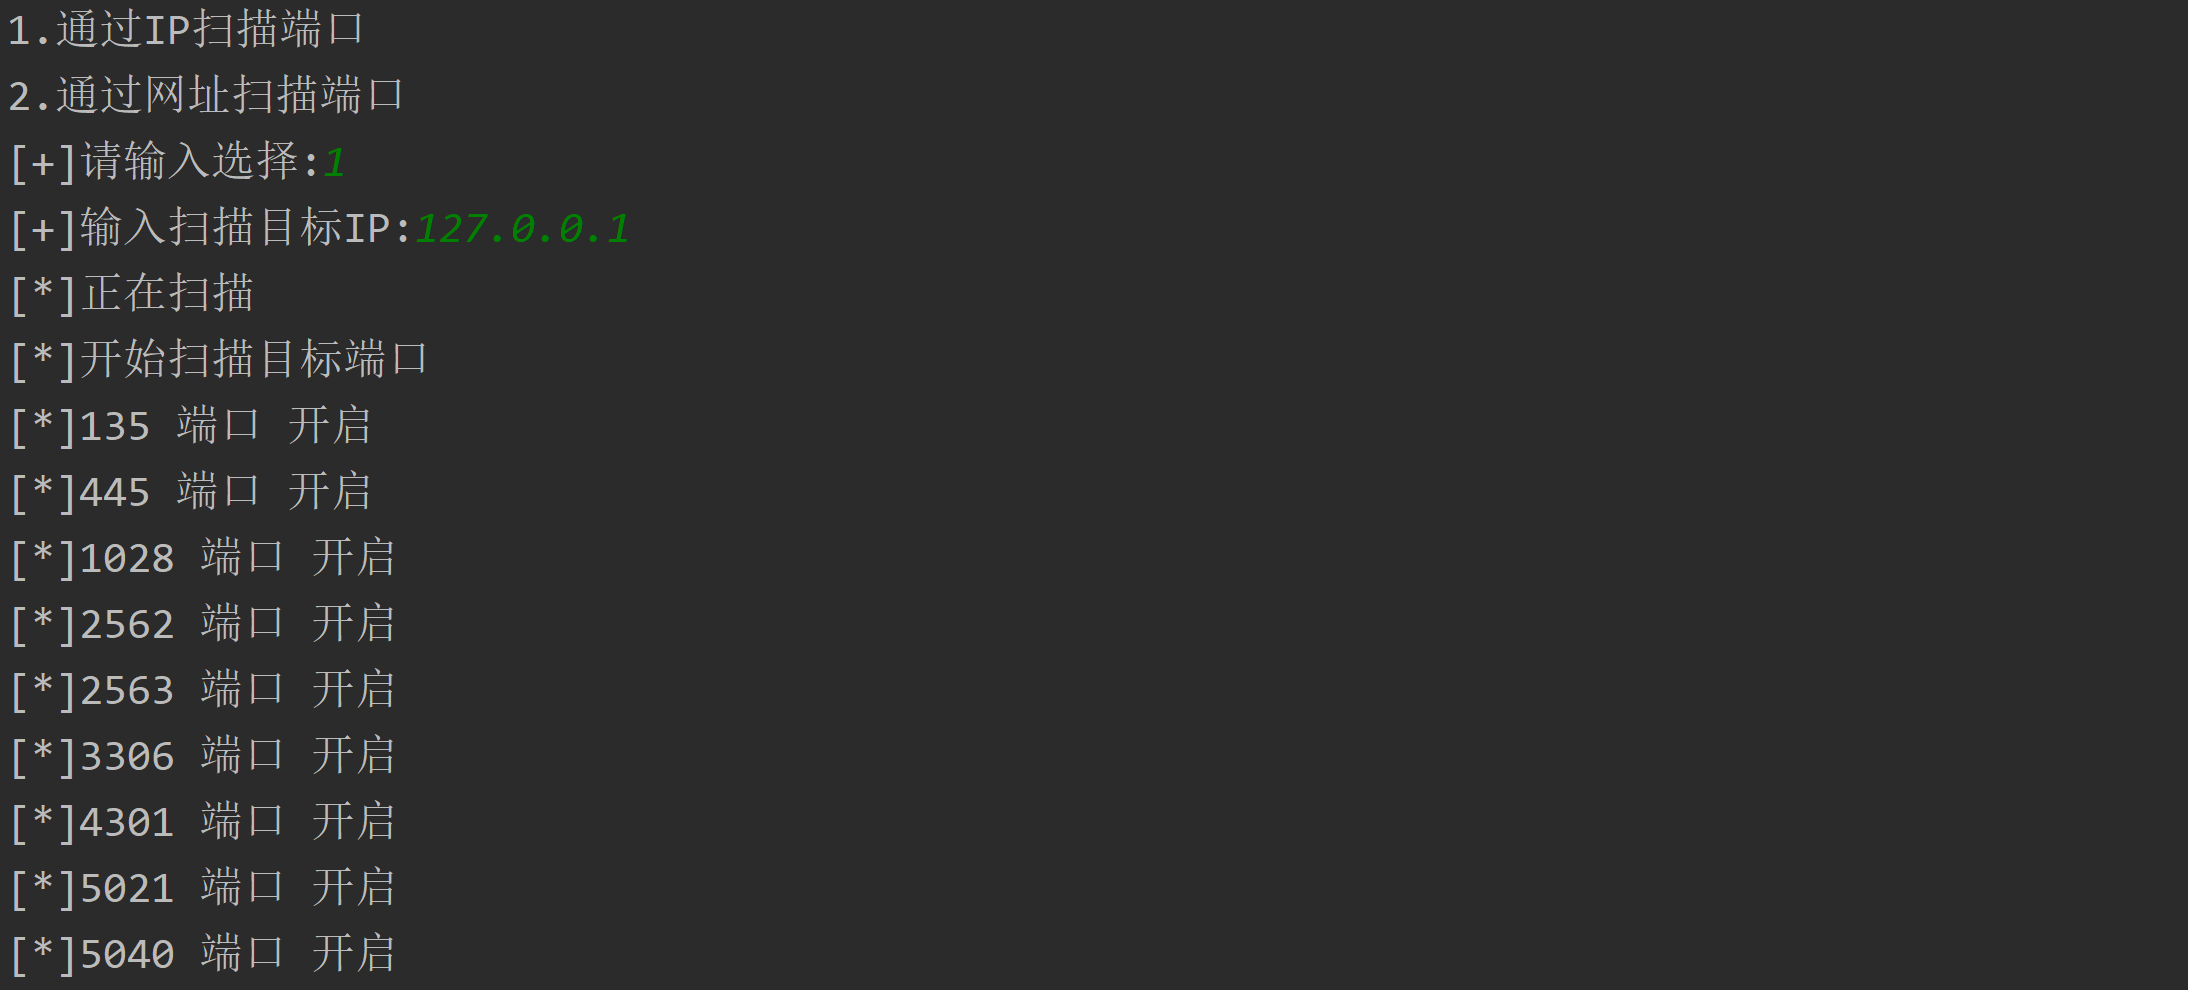 1.通过IP扫描端口
2.通过网址扫描端口
[+]请输入选择:1
[+]输入扫描目标IP:127.0.0.1
[*]正在扫描
[*]开始扫描目标端口
[*]135 端口 开启
[*]445 端口 开启
[*]1028 端口 开启
[*]2562 端口 开启
[*]2563 端口 开启
[*]3306 端口 开启
[*]4301 端口 开启
[*]5021 端口 开启
[*]5040 端口 开启